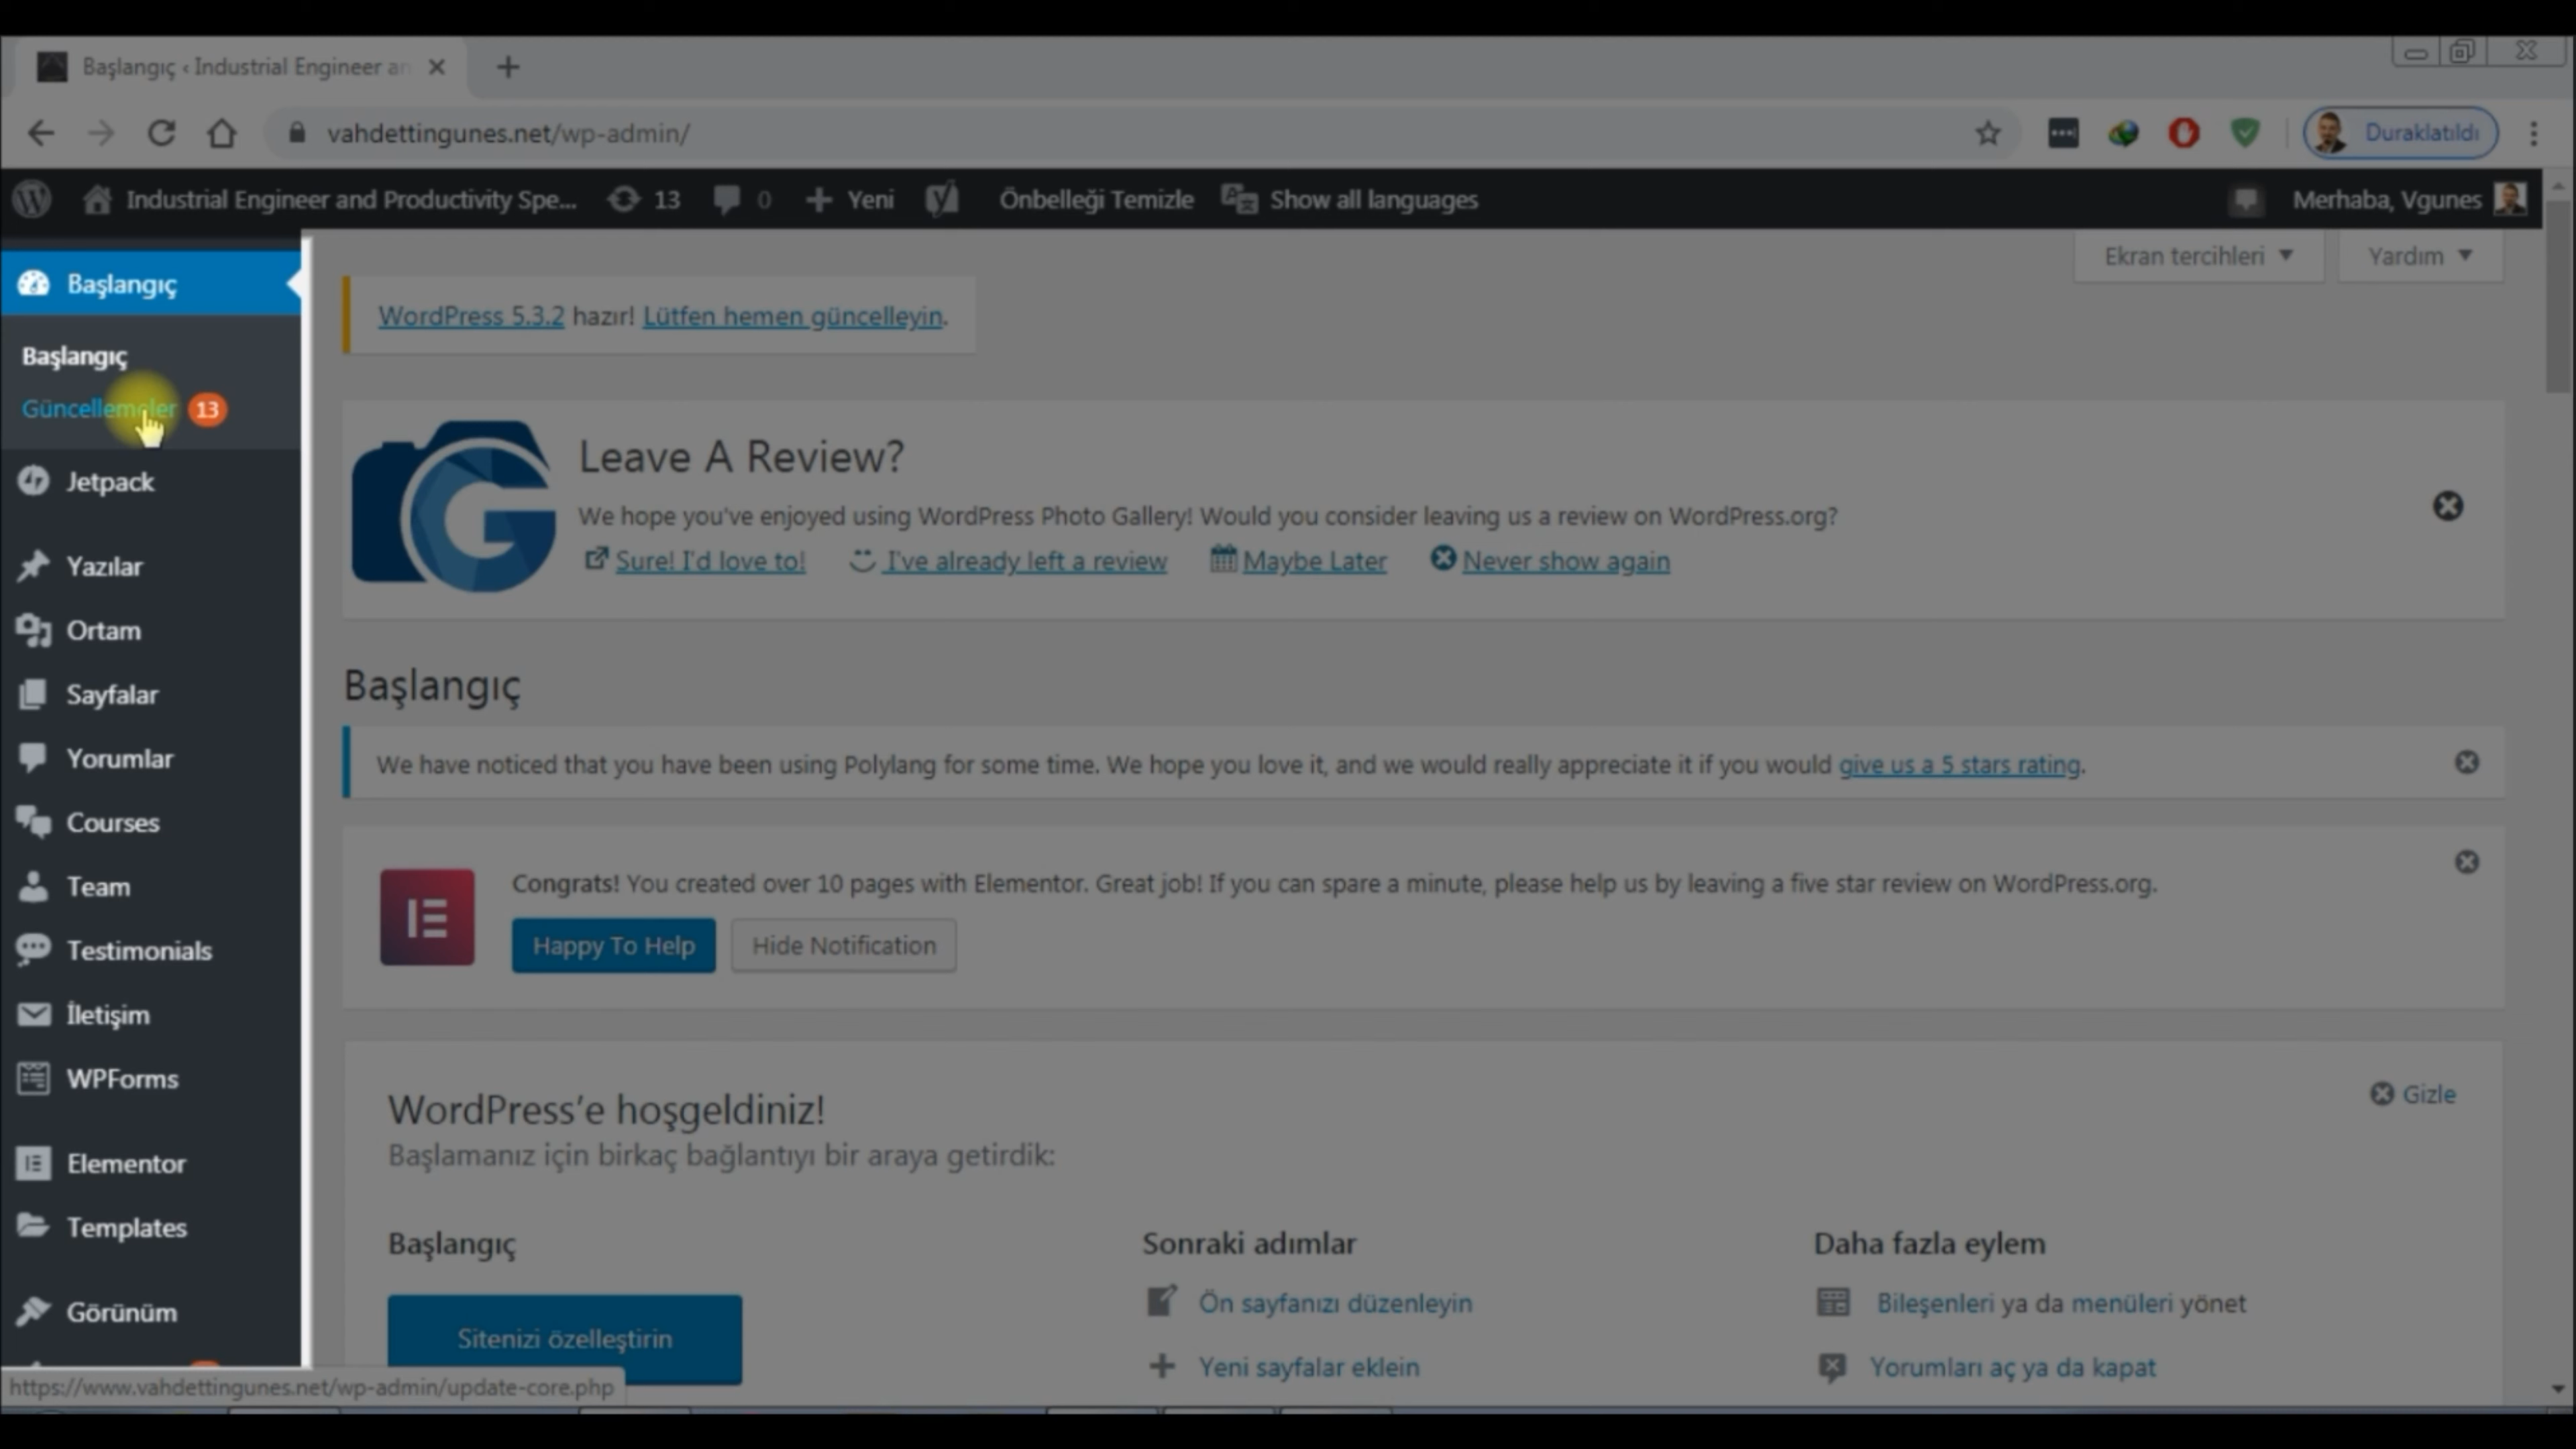 Başlangıç ‹ Industrial Engineer an
vahdettingunes.net/wp-admin/
Duraklatıldı
Industrial Engineer and Productivity Spe... 13 0 Yeni Önbelleği Temizle Show all languages Merhaba, Vgunes
Ekran tercihleri Yardım
Başlangıç
Başlangıç
Güncellemeler 13
Jetpack
Yazılar
Ortam
Sayfalar
Yorumlar
Courses
Team
Testimonials
İletişim
WPForms
Elementor
Templates
Görünüm
WordPress 5.3.2 hazır! Lütfen hemen güncelleyin.
Leave A Review?
We hope you've enjoyed using WordPress Photo Gallery! Would you consider leaving us a review on WordPress.org?
Sure! I'd love to! I've already left a review Maybe Later Never show again
Başlangıç
We have noticed that you have been using Polylang for some time. We hope you love it, and we would really appreciate it if you would give us a 5 stars rating.
Congrats! You created over 10 pages with Elementor. Great job! If you can spare a minute, please help us by leaving a five star review on WordPress.org.
Happy To Help Hide Notification
WordPress’e hoşgeldiniz!
Gizle
Başlamanız için birkaç bağlantıyı bir araya getirdik:
Başlangıç
Sitenizi özelleştirin
Sonraki adımlar
Ön sayfanızı düzenleyin
Yeni sayfalar eklein
Daha fazla eylem
Bileşenleri ya da menüleri yönet
Yorumları aç ya da kapat
https://www.vahdettingunes.net/wp-admin/update-core.php